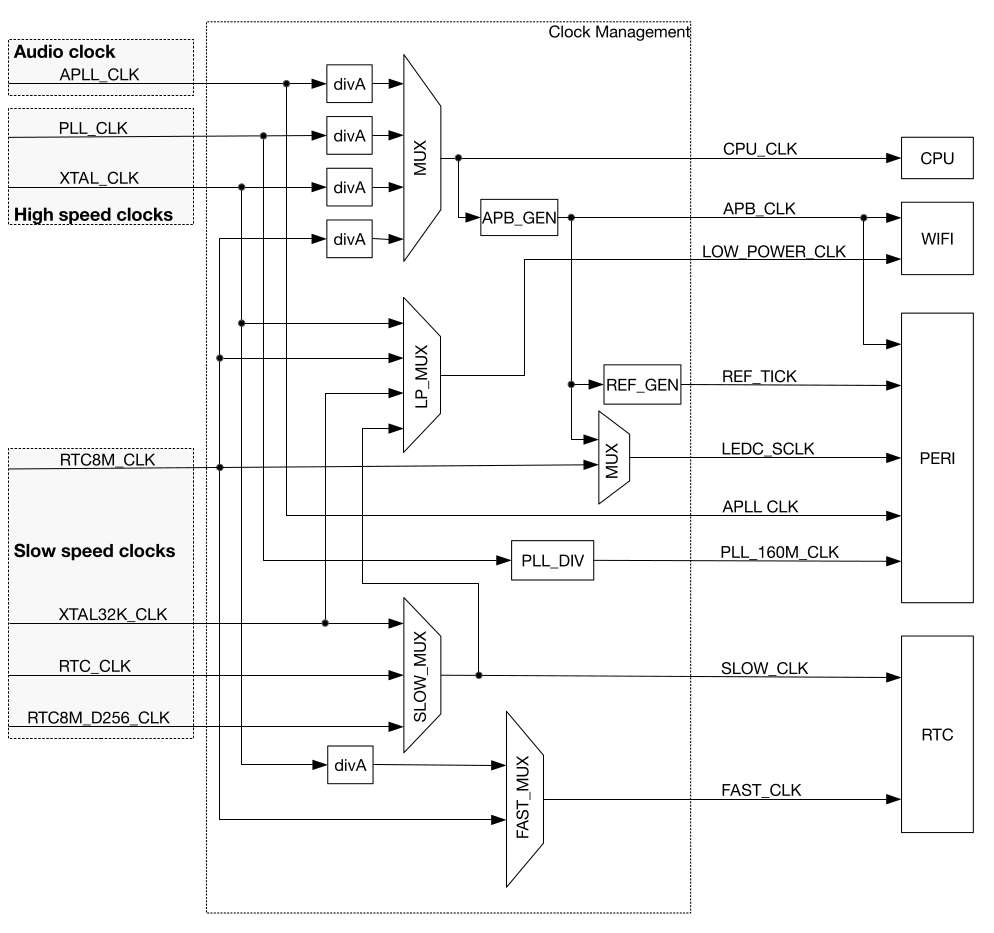 Clock Management
Audio clock
APLL_CLK
PLL_CLK
XTAL_CLK
High speed clocks
divA
divA
divA
divA
MUX
CPU_CLK
CPU
APB_GEN
APB_CLK
LOW_POWER_CLK
WIFI
LP_MUX
REF_GEN
REF_TICK
MUX
LEDC_SCLK
PERI
RTC8M_CLK
APLL CLK
Slow speed clocks
PLL_DIV
PLL_160M_CLK
XTAL32K_CLK
RTC_CLK
RTC8M_D256_CLK
SLOW_MUX
SLOW_CLK
RTC
divA
FAST_MUX
FAST_CLK